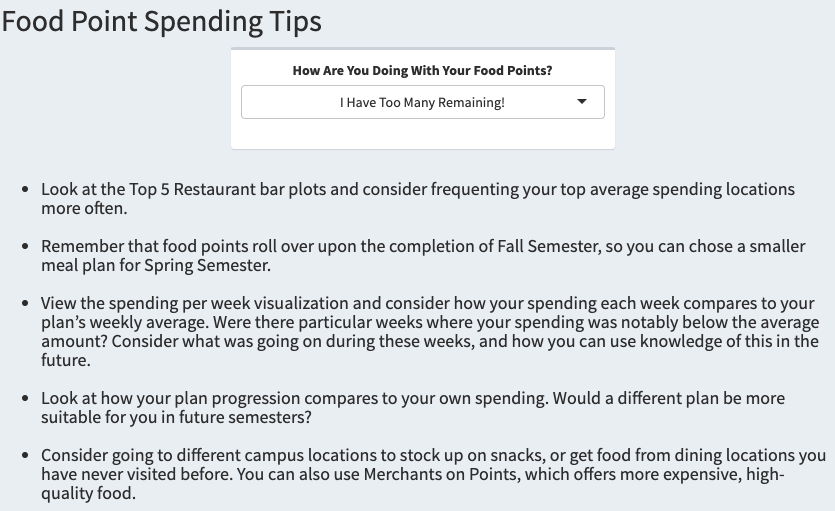 Food Point Spending Tips
How Are You Doing With Your Food Points?
I Have Too Many Remaining!
• Look at the Top 5 Restaurant bar plots and consider frequenting your top average spending locations
more often.
• Remember that food points roll over upon the completion of Fall Semester, so you can chose a smaller
meal plan for Spring Semester.
• View the spending per week visualization and consider how your spending each week compares to your
plan's weekly average. Were there particular weeks where your spending was notably below the average
amount? Consider what was going on during these weeks, and how you can use knowledge of this in the
future.
• Look at how your plan progression compares to your own spending. Would a different plan be more
suitable for you in future semesters?
• Consider going to different campus locations to stock up on snacks, or get food from dining locations you
have never visited before. You can also use Merchants on Points, which offers more expensive, high-
quality food.